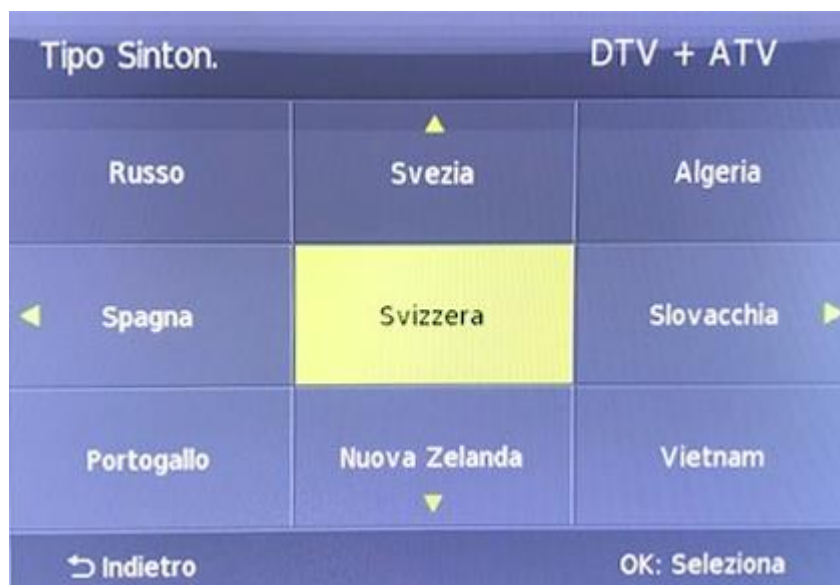 Tipo Sinton. DTV + ATV
Russo Svezia Algeria
Spagna Svizzera Slovacchia
Portogallo Nuova Zelanda Vietnam
Indietro OK: Seleziona